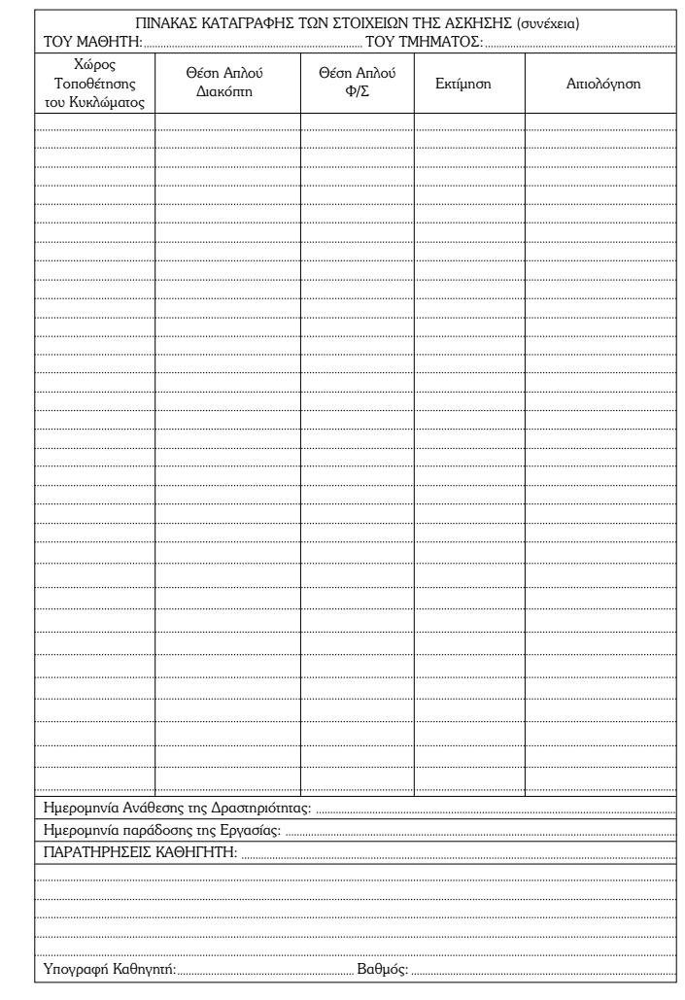 ΠΙΝΑΚΑΣ ΚΑΤΑΓΡΑΦΗΣ ΤΩΝ ΣΤΟΙΧΕΙΩΝ ΤΗΣ ΑΣΚΗΣΗΣ (συνέχεια)
ΤΟΥ ΜΑΘΗΤΗ: ΤΟΥ ΤΜΗΜΑΤΟΣ:
Χώρος
Τοποθέτησης
του Κυκλώματος
Θέση Απλού
Διακόπτη
Θέση Απλού
Φ/Σ
Εκτίμηση
Αιτιολόγηση
Ημερομηνία Ανάθεσης της Δραστηριότητας:
Ημερομηνία παράδοσης της Εργασίας:
ΠΑΡΑΤΗΡΗΣΕΙΣ ΚΑΘΗΓΗΤΗ:
Υπογραφή Καθηγητή: Βαθμός: